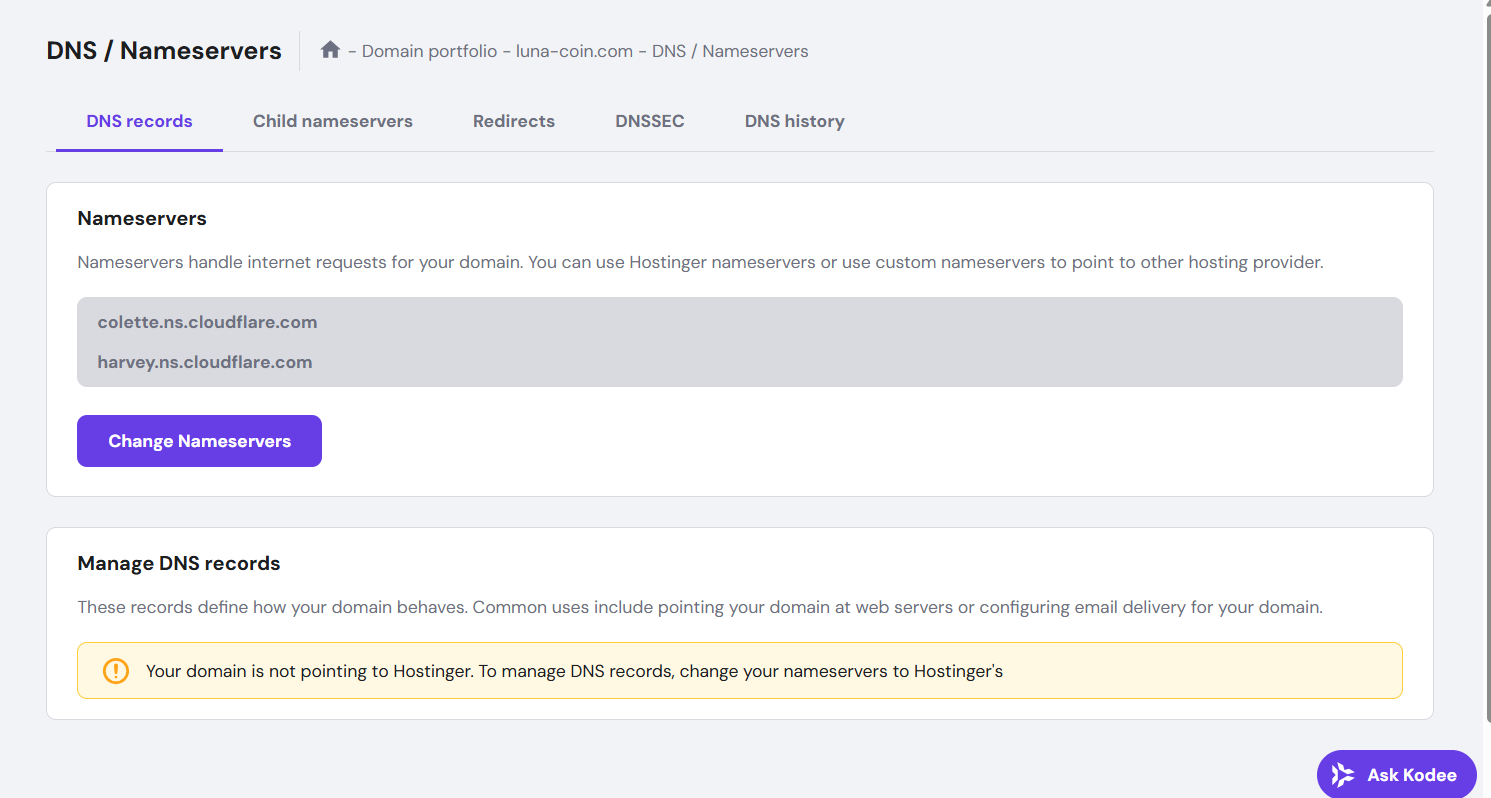 DNS / Nameservers
- Domain portfolio - luna-coin.com - DNS / Nameservers
DNS records
Child nameservers
Redirects
DNSSEC
DNS history
Nameservers
Nameservers handle internet requests for your domain. You can use Hostinger nameservers or use custom nameservers to point to other hosting provider.
colette.ns.cloudflare.com
harvey.ns.cloudflare.com
Change Nameservers
Manage DNS records
These records define how your domain behaves. Common uses include pointing your domain at web servers or configuring email delivery for your domain.
Your domain is not pointing to Hostinger. To manage DNS records, change your nameservers to Hostinger's
Ask Kodee